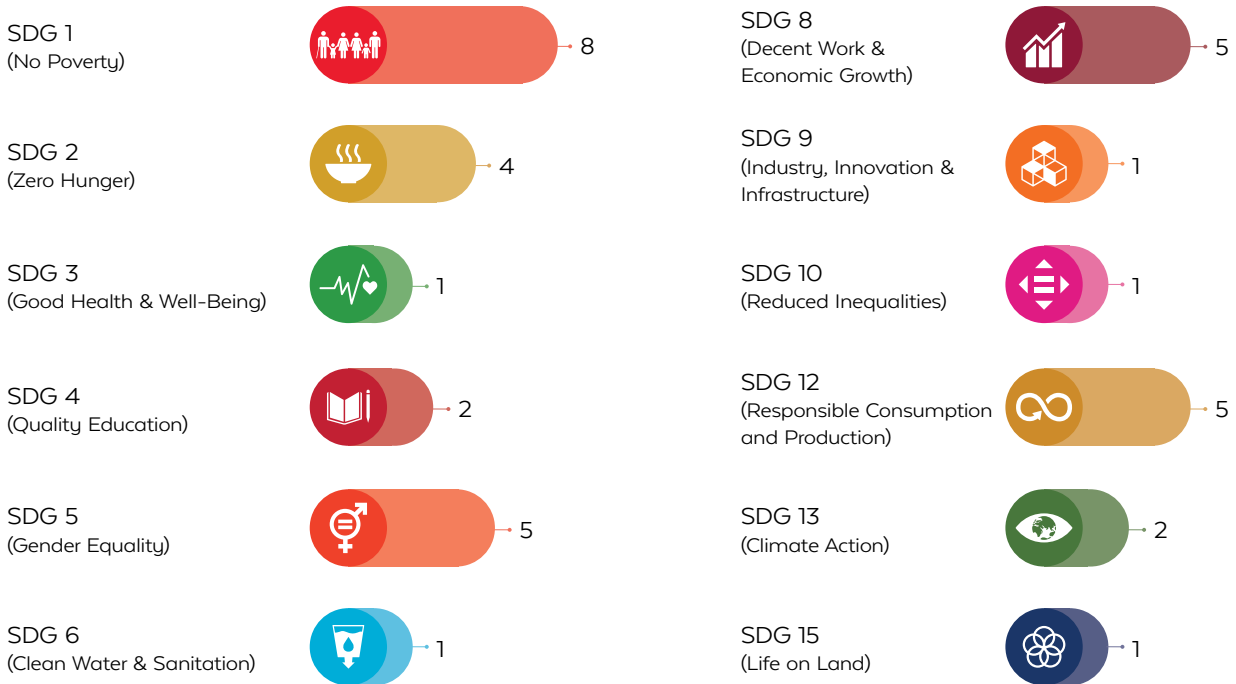 SDG 1
(No Poverty)
8
SDG 2
(Zero Hunger)
4
SDG 3
(Good Health & Well-Being)
1
SDG 4
(Quality Education)
2
SDG 5
(Gender Equality)
5
SDG 6
(Clean Water & Sanitation)
1
SDG 8
(Decent Work &
Economic Growth)
5
SDG 9
(Industry, Innovation &
Infrastructure)
1
SDG 10
(Reduced Inequalities)
1
SDG 12
(Responsible Consumption
and Production)
5
SDG 13
(Climate Action)
2
SDG 15
(Life on Land)
1